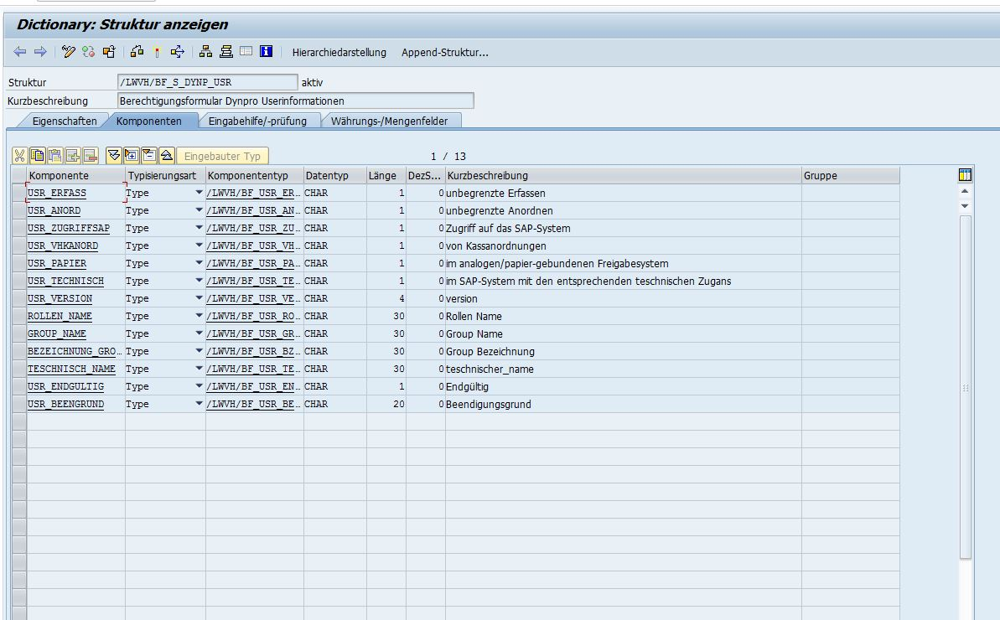 Dictionary: Struktur anzeigen
Hierarchiedarstellung Append-Struktur...
Struktur /LWVH/BF_S_DYNP_USR aktiv
Kurzbeschreibung Berechtigungsformular Dynpro Userinformationen
Eigenschaften Komponenten Eingabehilfe/-prüfung Währungs-/Mengenfelder
Eingebauter Typ 1 / 13
Komponente Typisierungsart Komponententyp Datentyp Länge DezS... Kurzbeschreibung Gruppe
USR_ERFASS Type /LWVH/BF_USR_ER… CHAR 1 0 unbegrenzte Erfassen
USR_ANORD Type /LWVH/BF_USR_AN… CHAR 1 0 unbegrenzte Anordnen
USR_ZUGRIFFSAP Type /LWVH/BF_USR_ZU… CHAR 1 0 Zugriff auf das SAP-System
USR_VHKANORD Type /LWVH/BF_USR_VH… CHAR 1 0 von Kassanordnungen
USR_PAPIER Type /LWVH/BF_USR_PA… CHAR 1 0 im analogen/papier-gebundenen Freigabesystem
USR_TECHNISCH Type /LWVH/BF_USR_TE… CHAR 1 0 im SAP-System mit den entsprechenden teschnischen Zugans
USR_VERSION Type /LWVH/BF_USR_VE… CHAR 4 0 version
ROLLEN_NAME Type /LWVH/BF_USR_RO… CHAR 30 0 Rollen Name
GROUP_NAME Type /LWVH/BF_USR_GR… CHAR 30 0 Group Name
BEZEICHNUNG_GRO… Type /LWVH/BF_USR_BZ… CHAR 30 0 Group Bezeichnung
TESCHNISCH_NAME Type /LWVH/BF_USR_TE… CHAR 30 0 teschnischer_name
USR_ENDGULTIG Type /LWVH/BF_USR_EN… CHAR 1 0 Endgültig
USR_BEENGRUND Type /LWVH/BF_USR_BE… CHAR 20 0 Beendigungsgrund